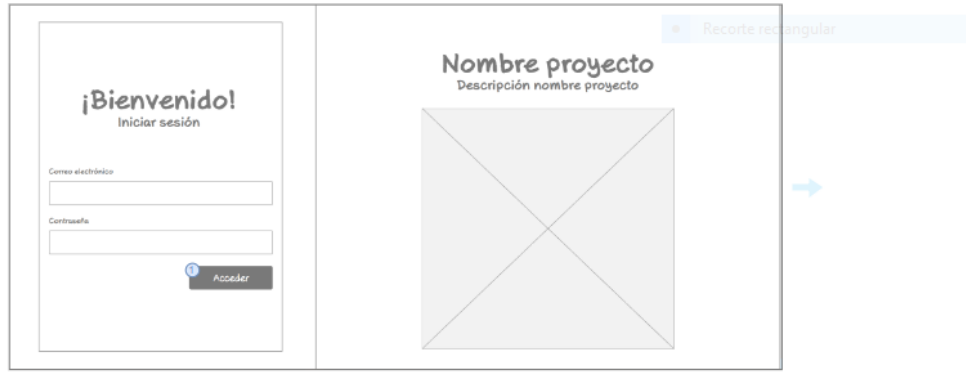 ¡Bienvenido!
Iniciar sesión
Correo electrónico
Contraseña
1
Acceder
Nombre proyecto
Descripción nombre proyecto
Recorte rectangular